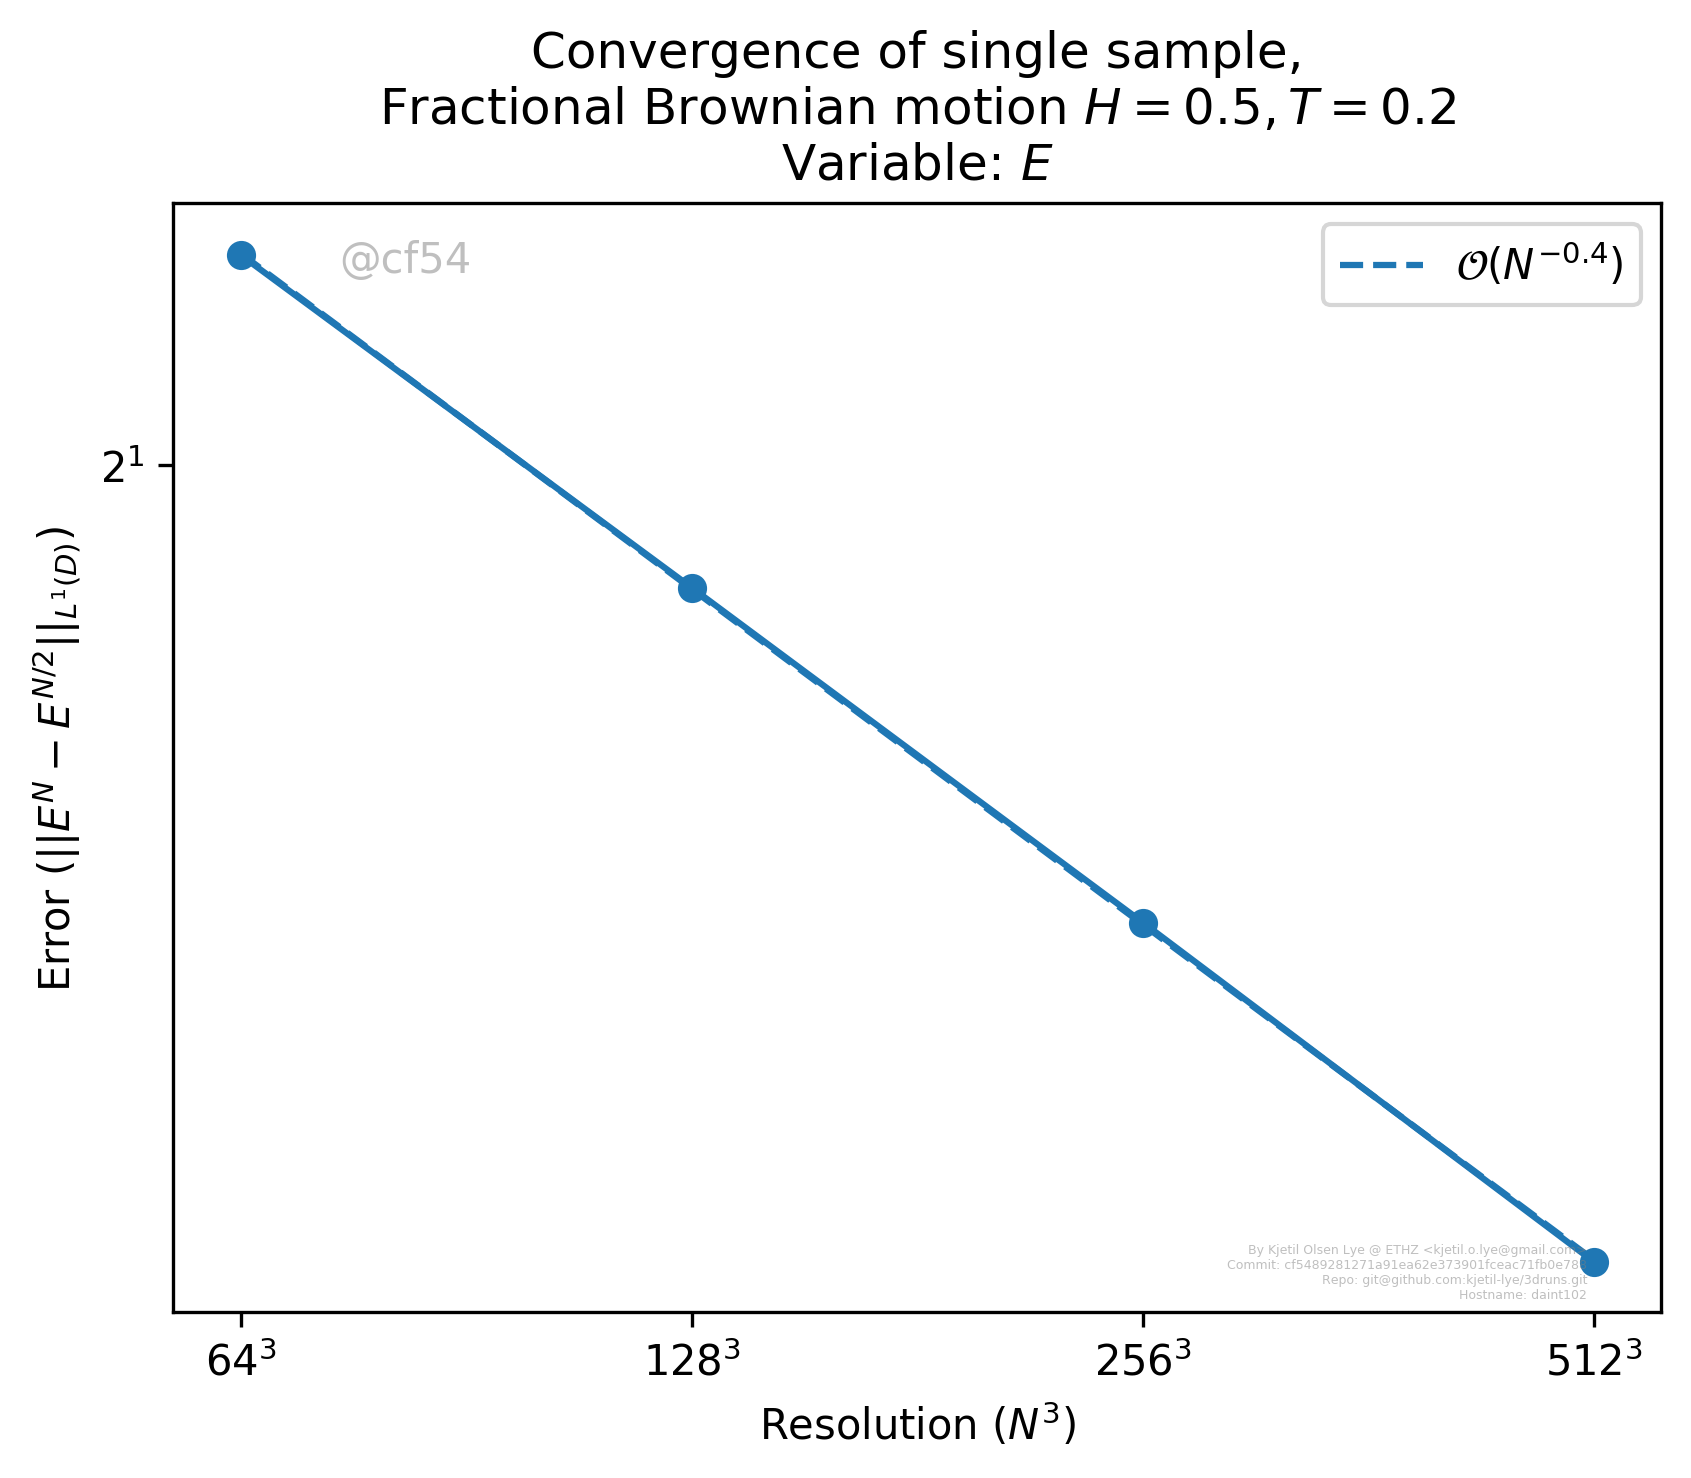 Convergence of single sample,
Fractional Brownian motion H = 0.5, T = 0.2
Variable: E
@cf54
𝒪(N^{-0.4})
2^1
Error (||E^N − E^{N/2}||_{L^1(D)})
By Kjetil Olsen Lye @ ETHZ <kjetil.o.lye@gmail.com
Repo: git@github.com:kjetil-lye/3druns.git
Hostname: daint102
64^3 128^3 256^3 512^3
Resolution (N^3)